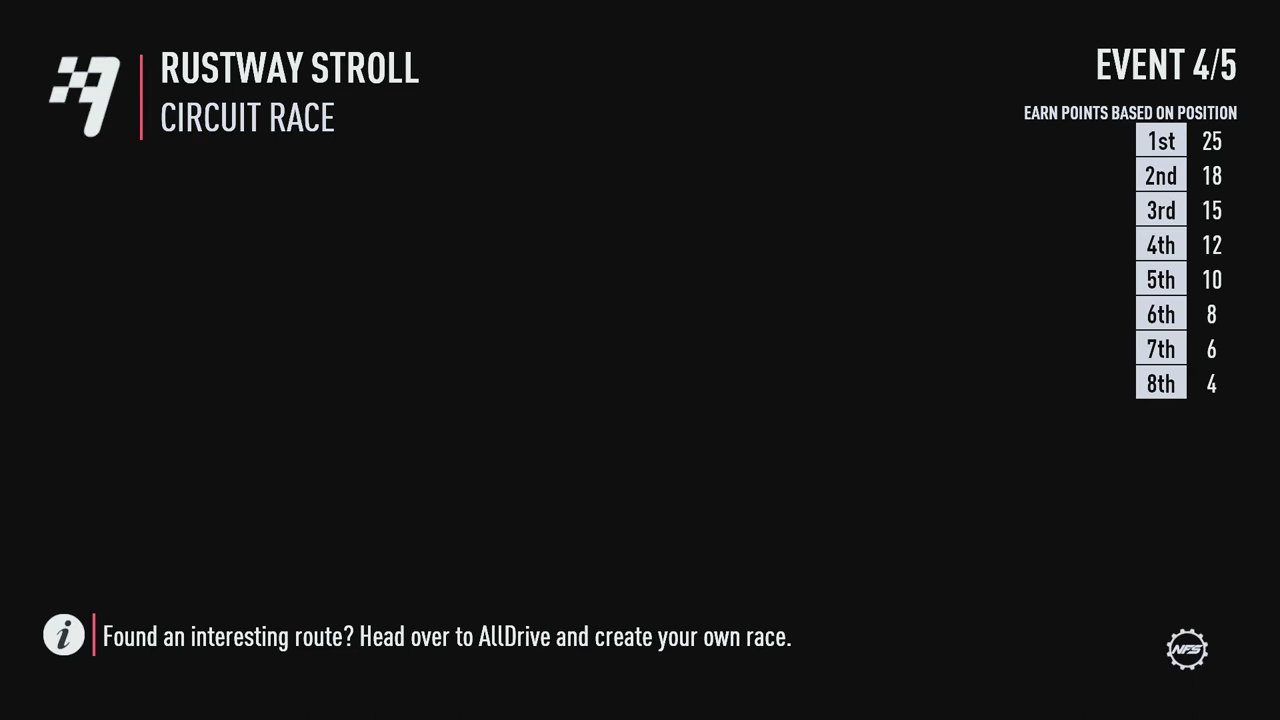 RUSTWAY STROLL
CIRCUIT RACE
EVENT 4/5
EARN POINTS BASED ON POSITION
1st 25
2nd 18
3rd 15
4th 12
5th 10
6th 8
7th 6
8th 4
i Found an interesting route? Head over to AllDrive and create your own race.
NFS